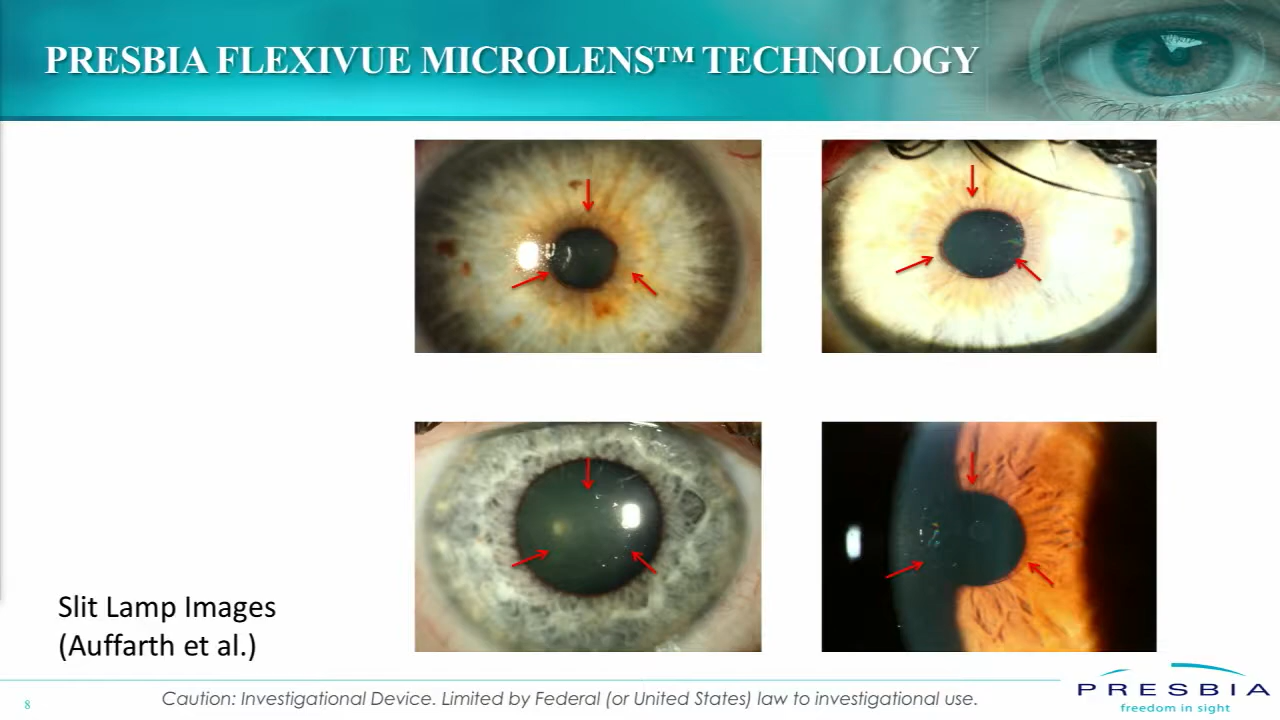 PRESBIA FLEXIVUE MICROLENS™ TECHNOLOGY
Slit Lamp Images
(Auffarth et al.)
8
Caution: Investigational Device. Limited by Federal (or United States) law to investigational use.
PRESBIA
freedom in sight